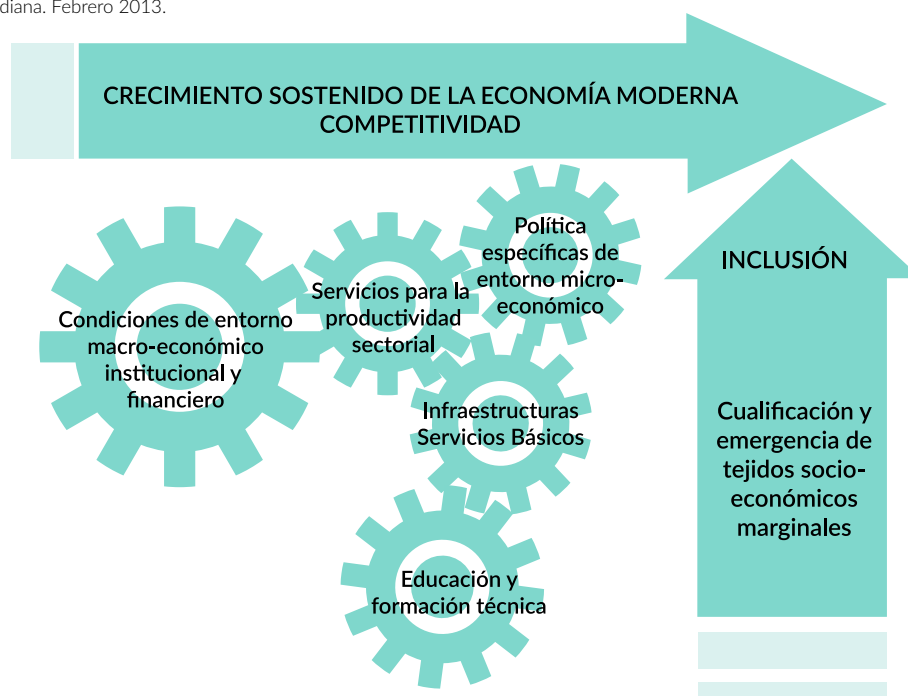 diana. Febrero 2013.
CRECIMIENTO SOSTENIDO DE LA ECONOMÍA MODERNA
COMPETITIVIDAD
Política
específicas de
entorno micro-
económico
Servicios para la
productividad
sectorial
Condiciones de entorno
macro-económico
institucional y
financiero
Infraestructuras
Servicios Básicos
Educación y
formación técnica
INCLUSIÓN
Cualificación y
emergencia de
tejidos socio-
económicos
marginales